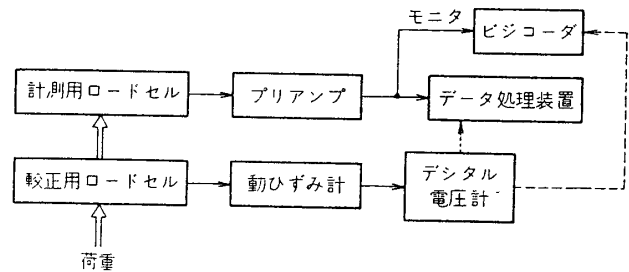 モニタ
ビジコーダ
計測用ロードセル
プリアンプ
データ処理装置
較正用ロードセル
動ひずみ計
デシタル
電圧計
荷重